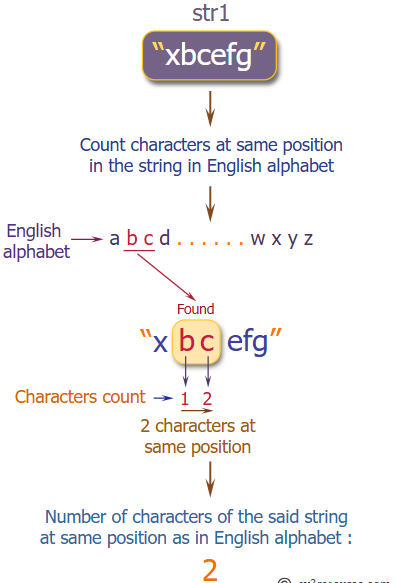 str1
“xbcefg”
Count characters at same position
in the string in English alphabet
English
alphabet
a b c d . . . . . . w x y z
Found
“x bc efg”
Characters count
1 2
2 characters at
same position
Number of characters of the said string
at same position as in English alphabet :
2